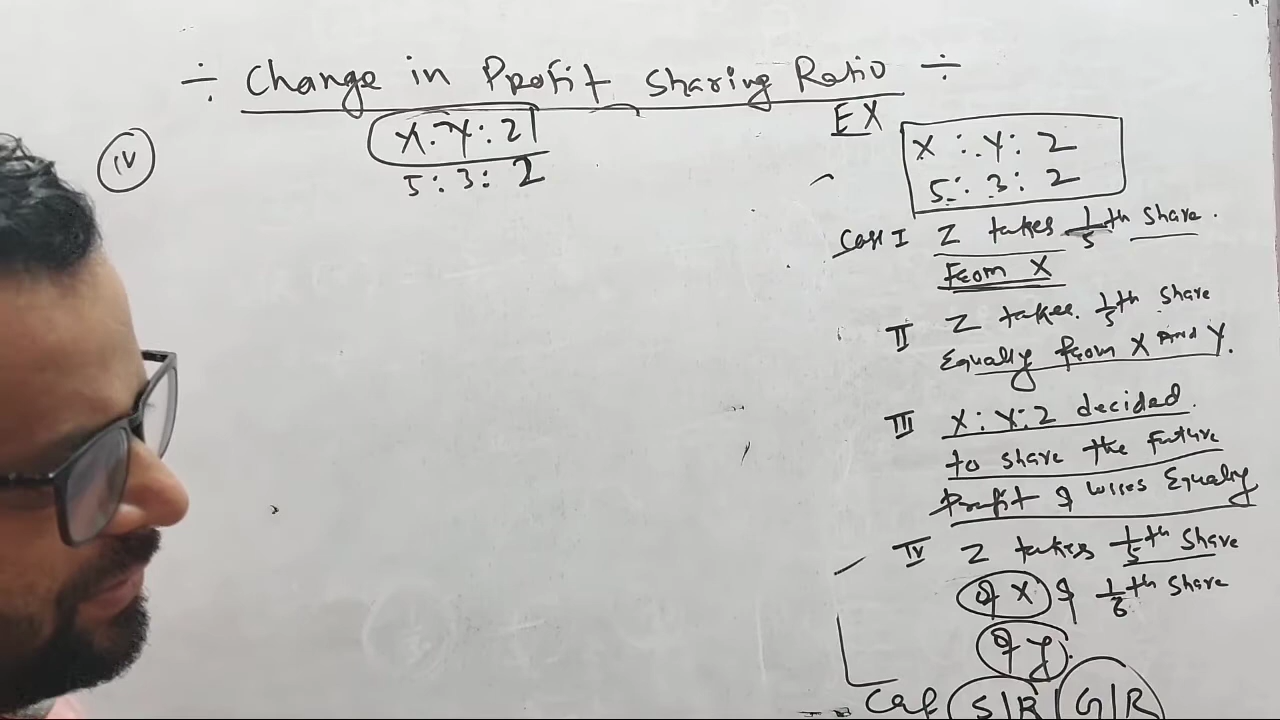 ÷ Change in Profit Sharing Ratio ÷
IV
X:Y:Z
5:3:2
EX
X : Y : Z
5 : 3 : 2
Case I Z takes 1/5th Share.
From X
II Z takes 1/5th Share
Equally from X And Y.
III X:Y:Z decided
to share the Future
Profit & losses Equally
IV Z takes 1/5th Share
of X & 1/6th Share
of Y.
Cal S/R G/R